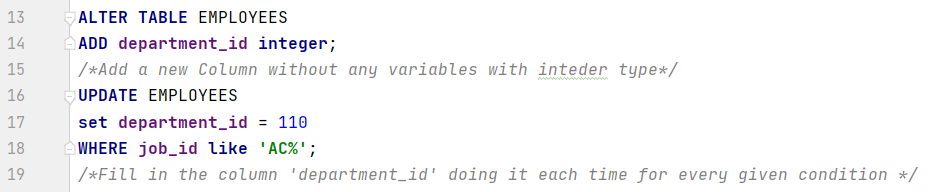 13 ALTER TABLE EMPLOYEES
14 ADD department_id integer;
15 /*Add a new Column without any variables with inteder type*/
16 UPDATE EMPLOYEES
17 set department_id = 110
18 WHERE job_id like 'AC%';
19 /*Fill in the column 'department_id' doing it each time for every given condition */